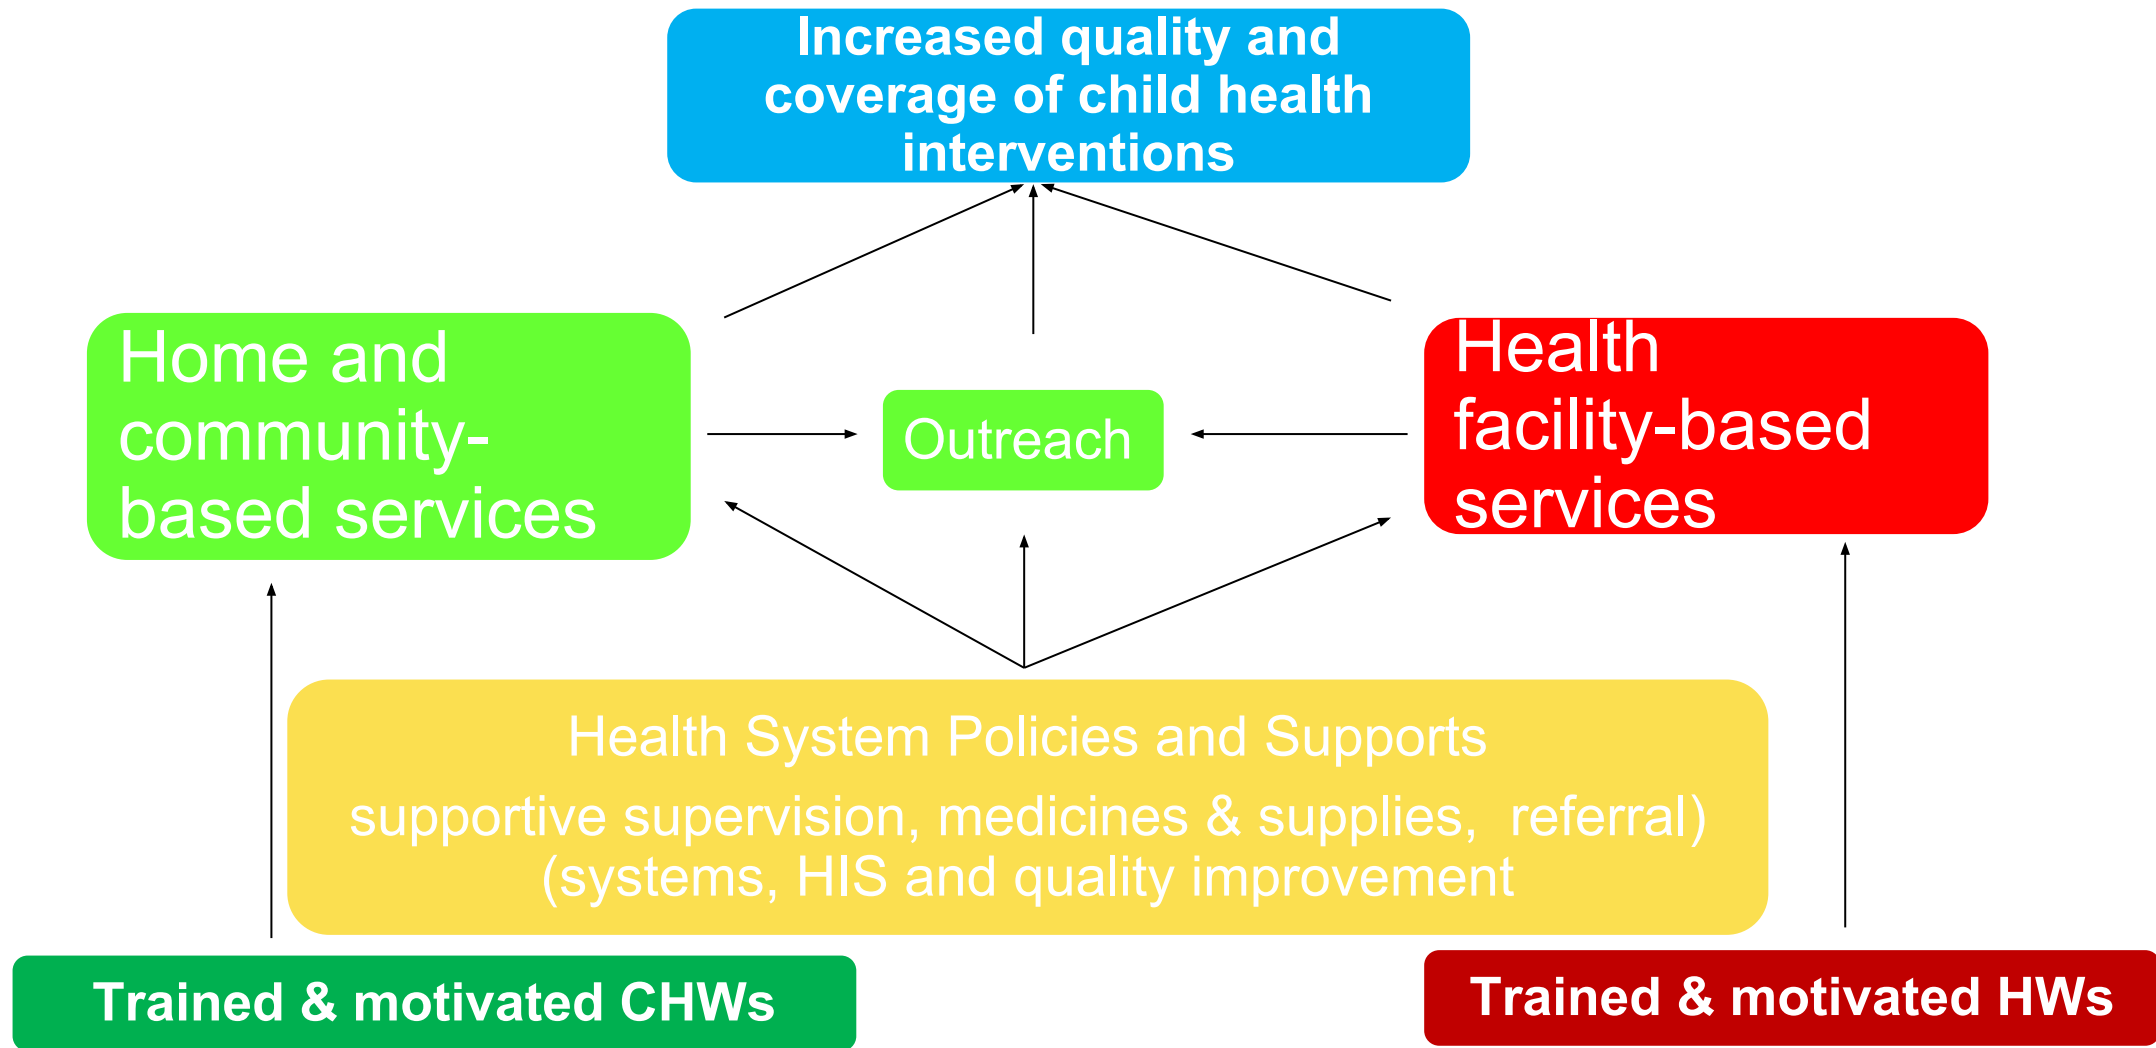 Increased quality and
coverage of child health
interventions
Home and
community-
based services
Outreach
Health
facility-based
services
Health System Policies and Supports
supportive supervision, medicines & supplies,  referral)
(systems, HIS and quality improvement
Trained & motivated CHWs
Trained & motivated HWs